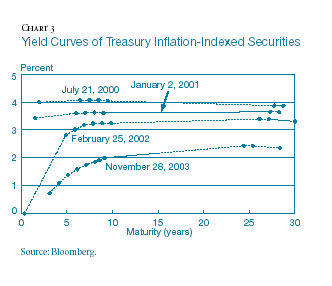 CHART 3
Yield Curves of Treasury Inflation-Indexed Securities
Percent
5
4
3
2
1
0
July 21, 2000
January 2, 2001
February 25, 2002
November 28, 2003
0 5 10 15 20 25 30
Maturity (years)
Source: Bloomberg.